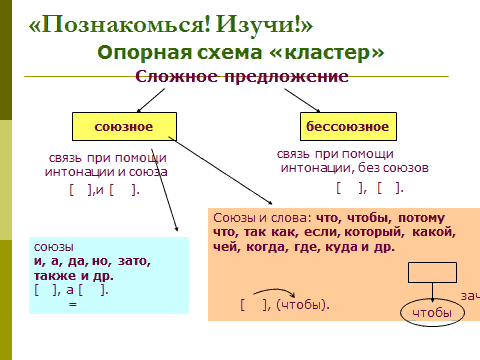 «Познакомься! Изучи!»
Опорная схема «кластер»
Сложное предложение
союзное
бессоюзное
связь при помощи
интонации и союза
[ ],и [ ].
связь при помощи
интонации, без союзов
[ ], [ ].
союзы
и, а, да, но, зато,
также и др.
[ ], а [ ].
=
Союзы и слова: что, чтобы, потому
что, так как, если, который, какой,
чей, когда, где, куда и др.
[ ], (чтобы).
зач
чтобы